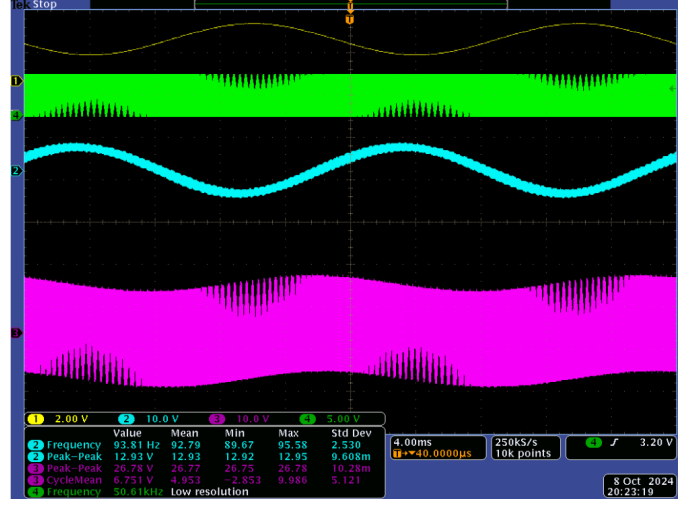 Tek Stop
T
T
1
4
2
3
1 2.00 V 2 10.0 V 3 10.0 V 4 5.00 V
Value Mean Min Max Std Dev
2 Frequency 93.81 Hz 92.79 89.67 95.58 2.530
2 Peak-Peak 12.93 V 12.93 12.92 12.95 9.608m
3 Peak-Peak 26.78 V 26.77 26.75 26.78 10.28m
3 CycleMean 6.751 V 4.953 −2.853 9.986 5.121
4 Frequency 50.61kHz Low resolution
4.00ms
T→▼40.0000µs
250kS/s
10k points
4 ∫ 3.20 V
8 Oct 2024
20:23:19